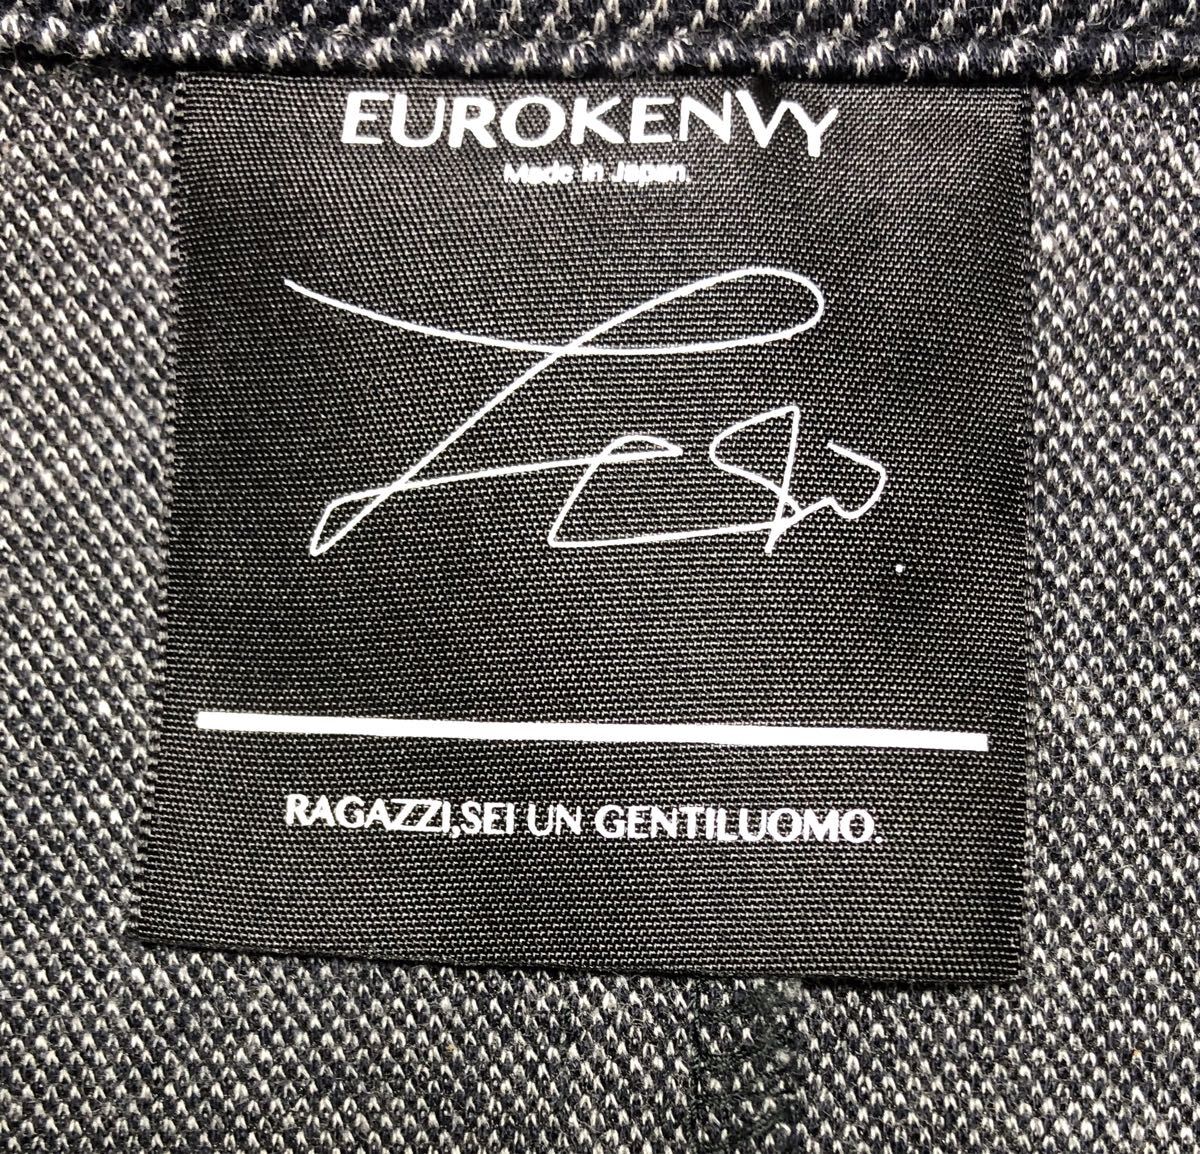 EUROKENVY
Made in Japan.
RAGAZZI,SEI UN GENTILUOMO.